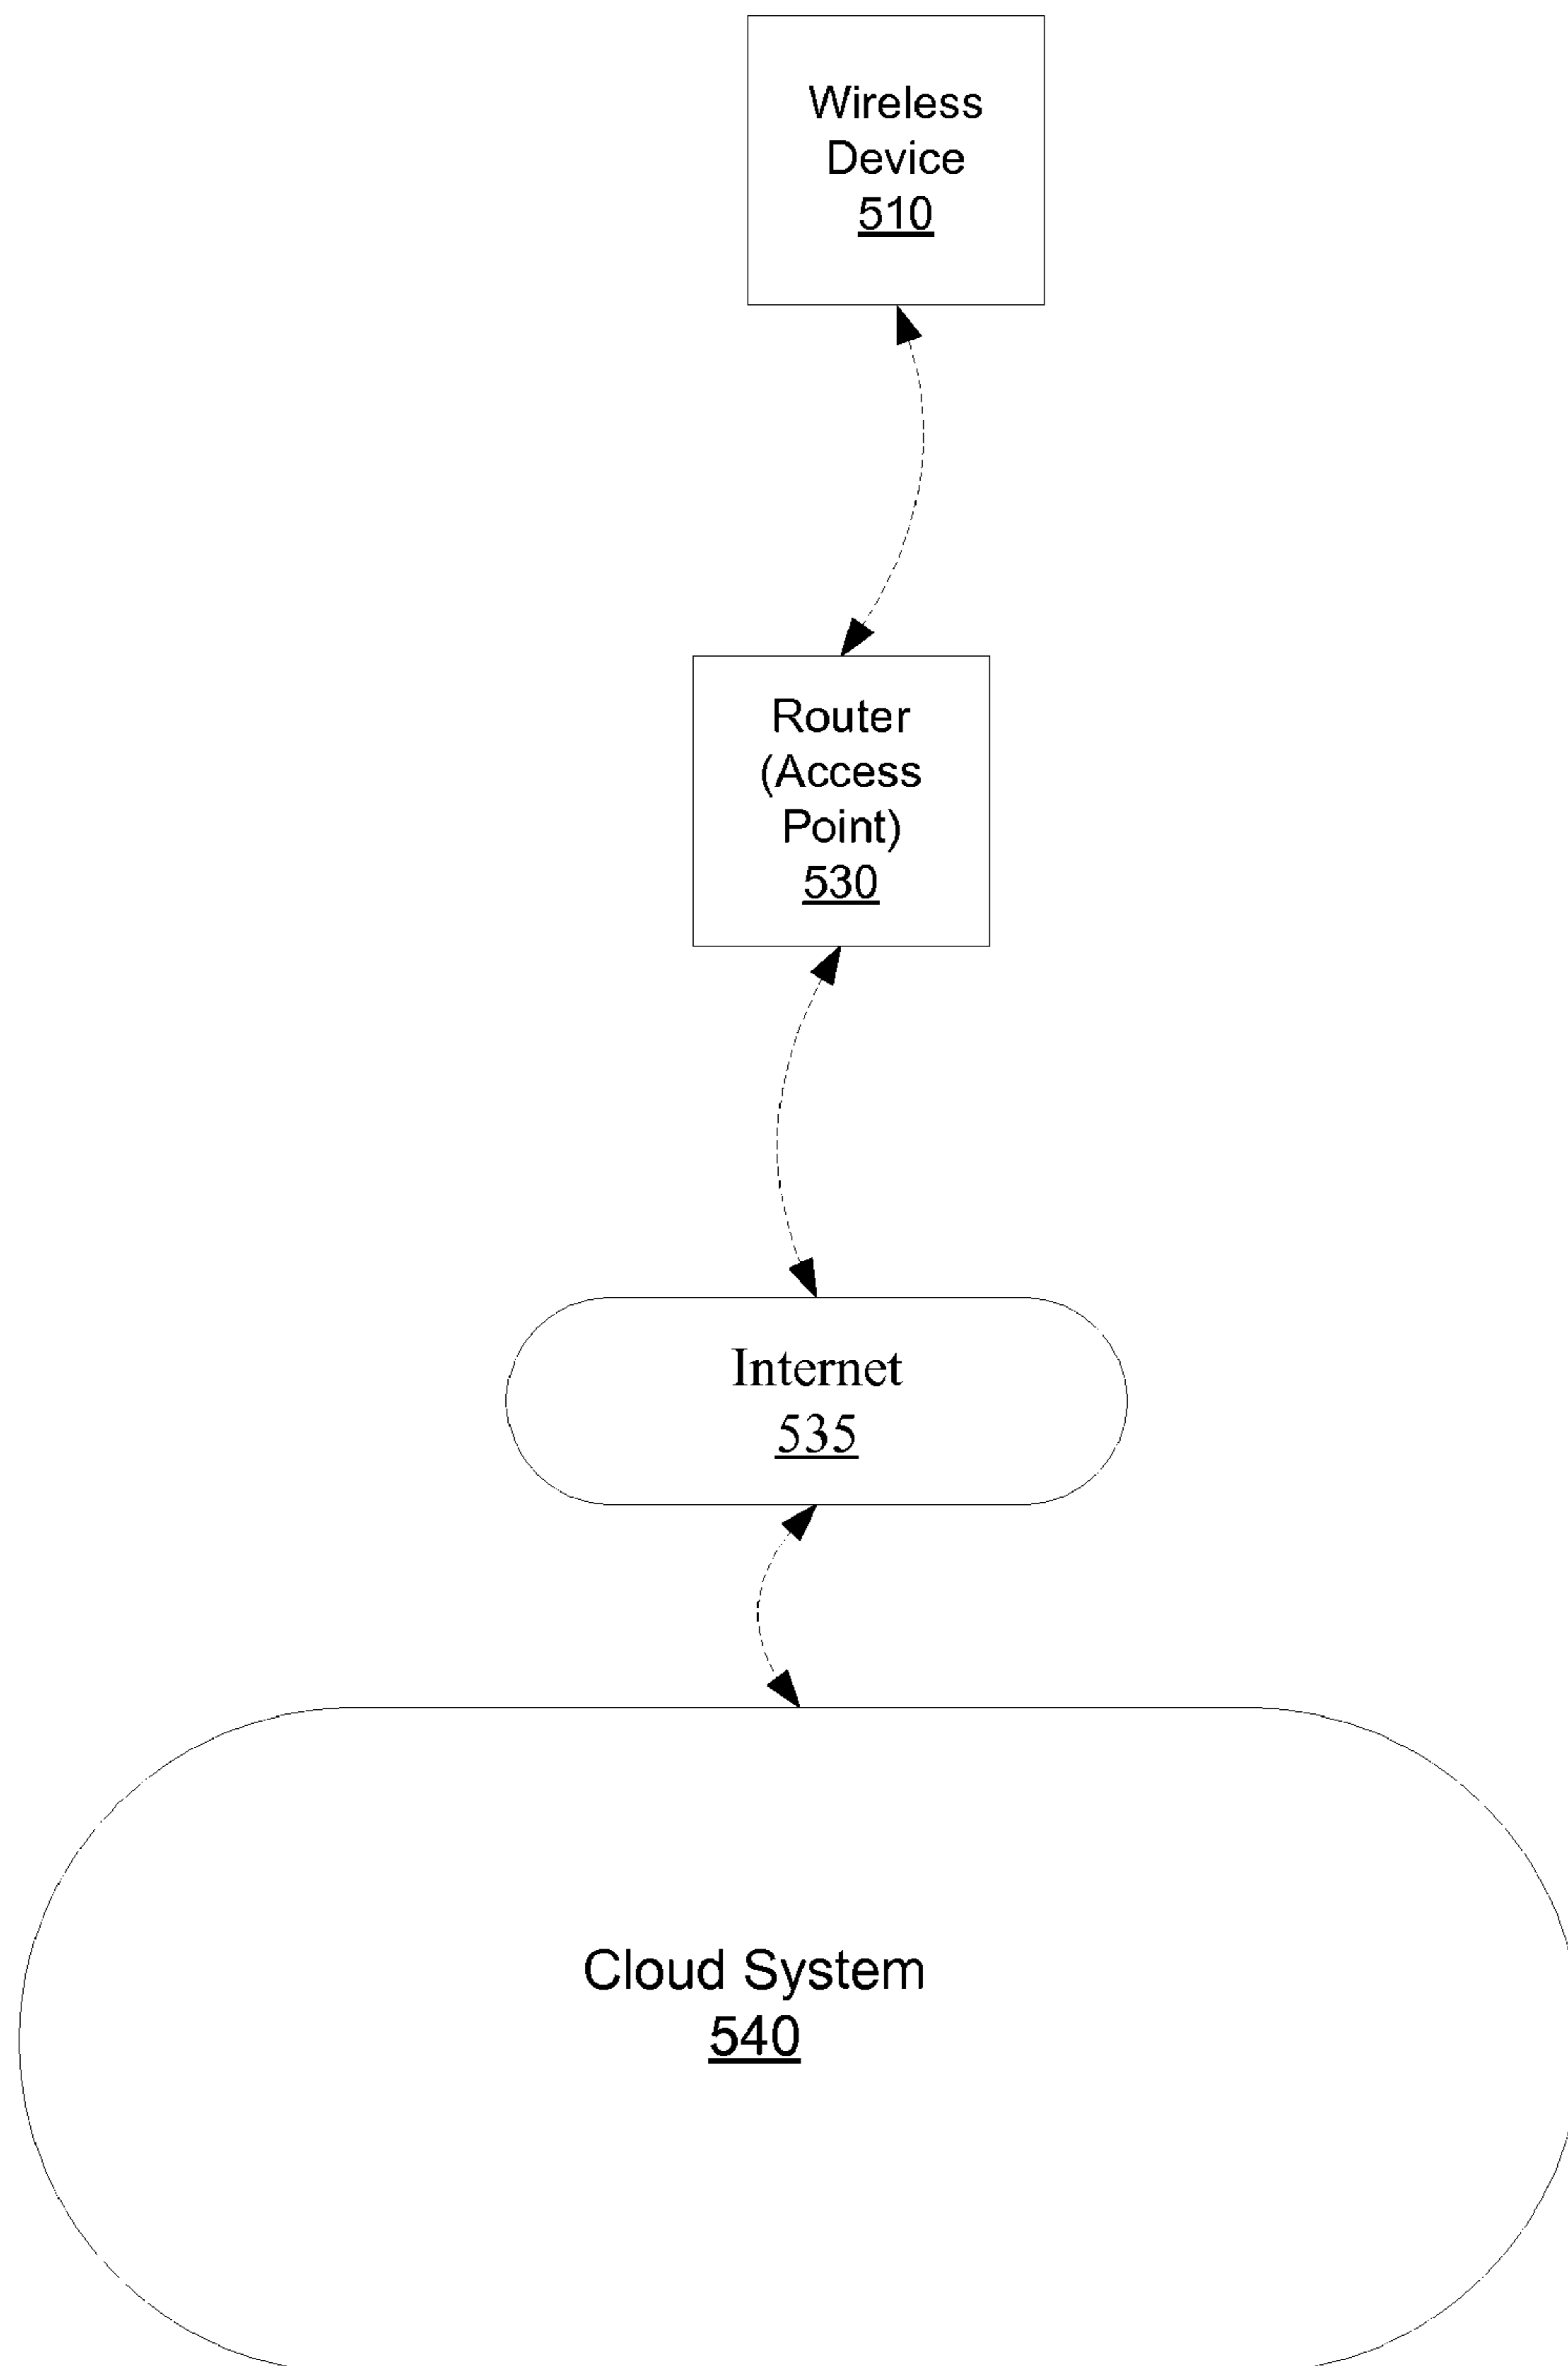 Wireless
Device
510
Router
(Access
Point)
530
Internet
535
Cloud System
540